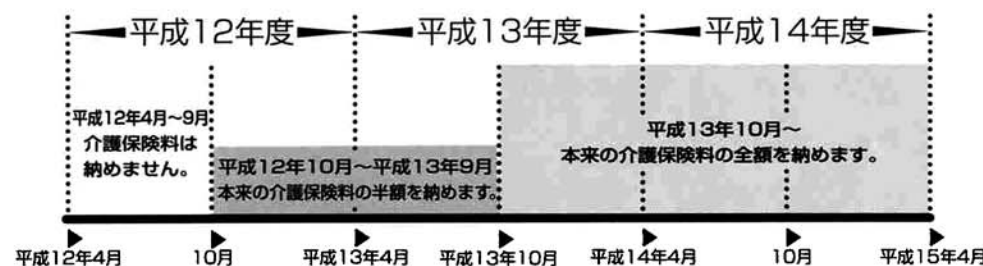 平成12年度
平成13年度
平成14年度
平成12年4月～9月
介護保険料は
納めません。
平成12年10月～平成13年9月
本来の介護保険料の半額を納めます。
平成13年10月～
本来の介護保険料の全額を納めます。
平成12年4月
10月
平成13年4月
平成13年10月
平成14年4月
10月
平成15年4月